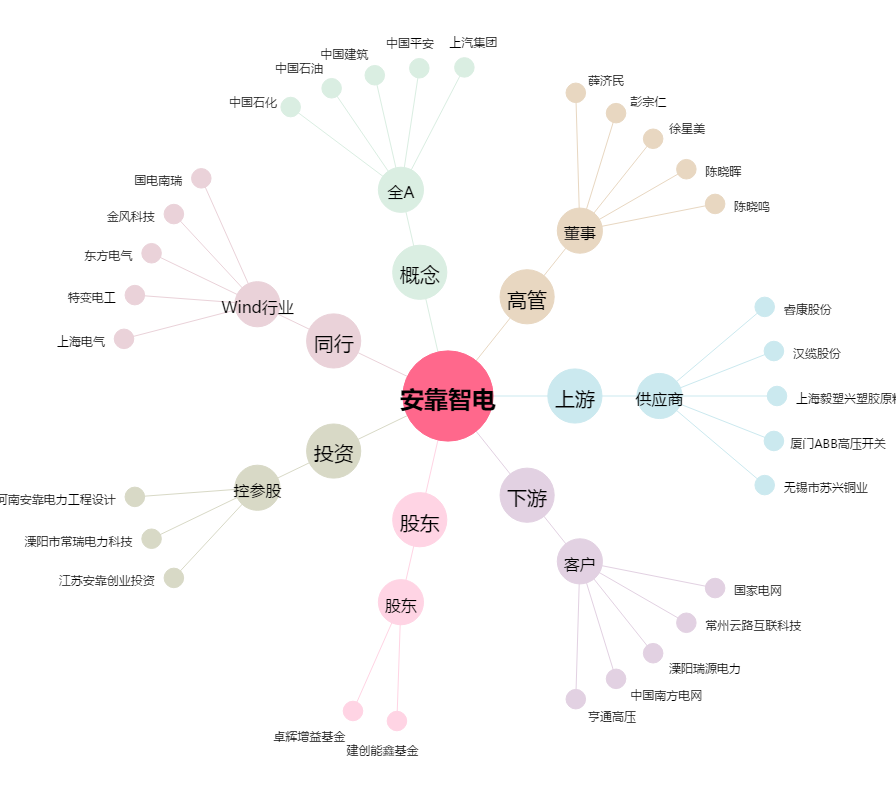 上汽集团
中国平安
中国建筑
中国石油
中国石化
全A
概念
薛济民
彭宗仁
徐星美
陈晓晖
陈晓鸣
董事
高管
国电南瑞
金风科技
东方电气
特变电工
上海电气
Wind行业
同行
安靠智电
上游
供应商
睿康股份
汉缆股份
上海毅塑兴塑胶原料
厦门ABB高压开关
无锡市苏兴铜业
投资
控参股
河南安靠电力工程设计
溧阳市常瑞电力科技
江苏安靠创业投资
股东
股东
卓辉增益基金
建创能鑫基金
下游
客户
国家电网
常州云路互联科技
溧阳瑞源电力
中国南方电网
亨通高压